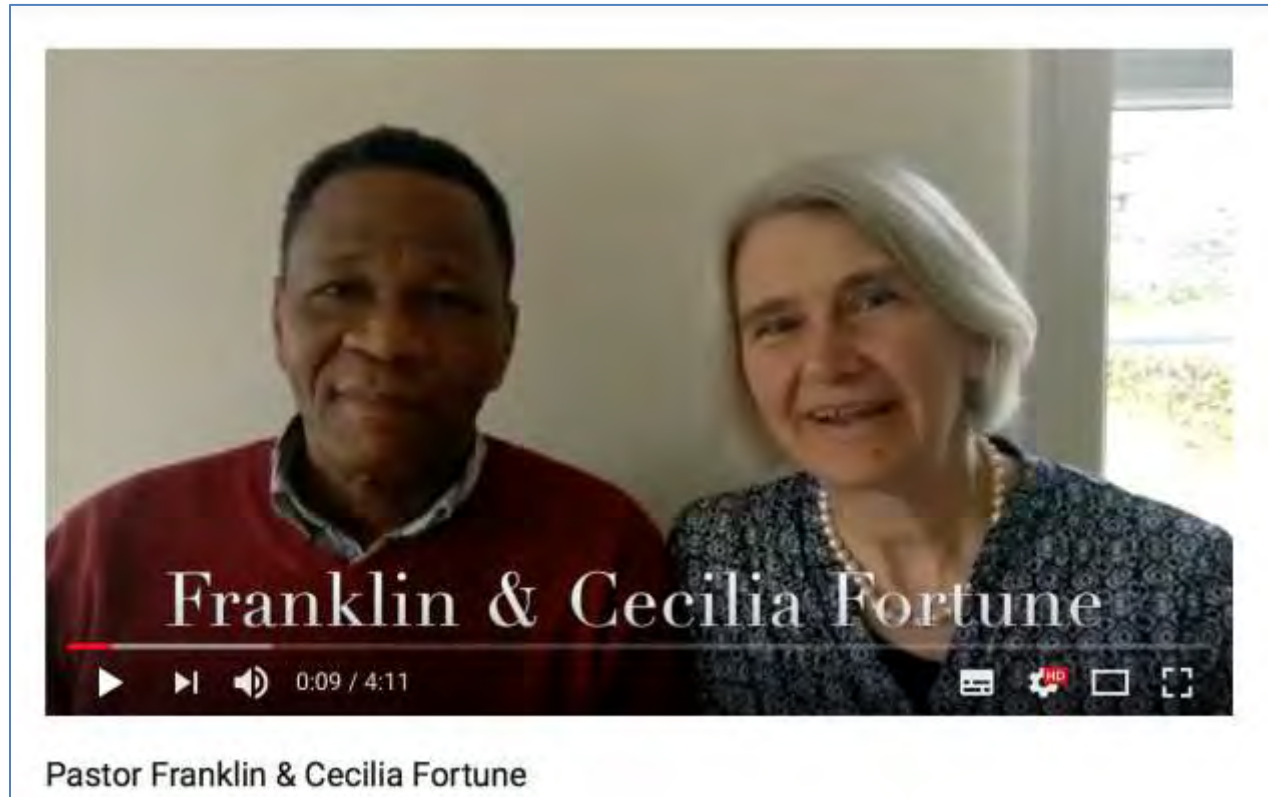 Franklin & Cecilia Fortune
0:09 / 4:11
HD
Pastor Franklin & Cecilia Fortune